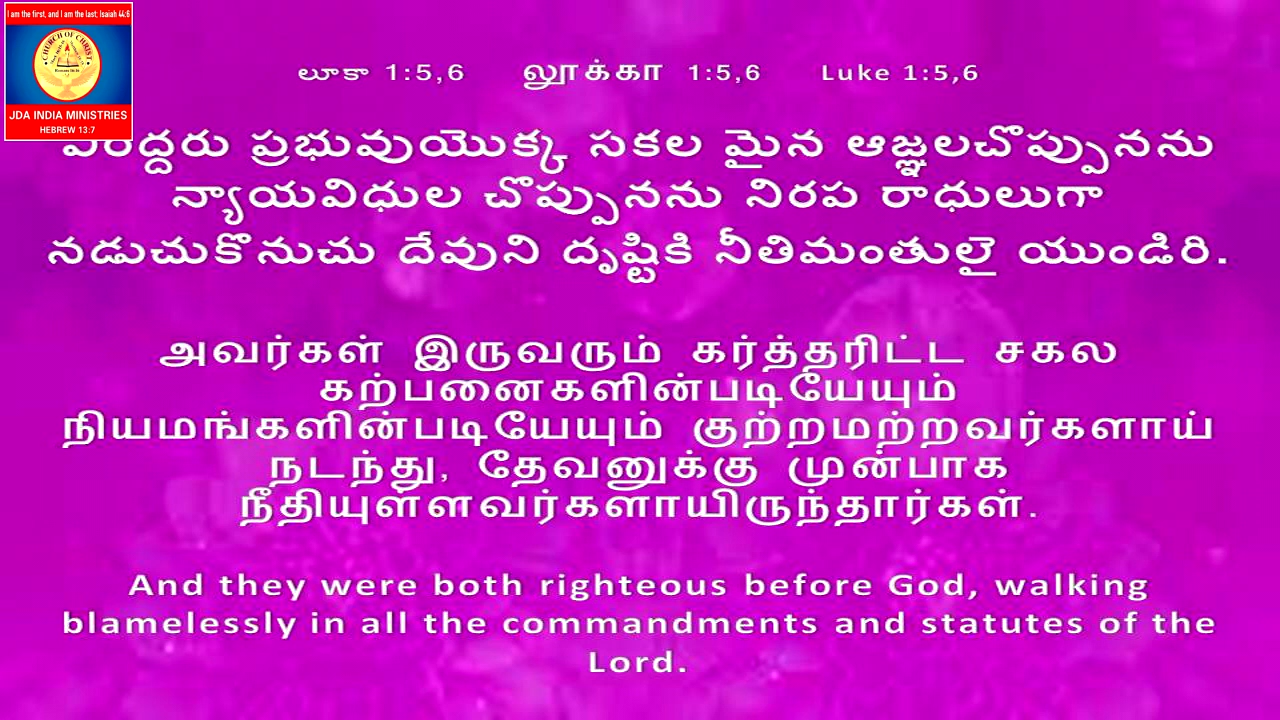 I am the first, and I am the last; Isaiah 44:6
CHURCH OF CHRIST
JDA INDIA MINISTRIES
HEBREW 13:7
లూకా 1:5,6 லூக்கா 1:5,6 Luke 1:5,6
ప్రభువుయొక్క సకల మైన ఆజ్ఞలచొప్పునను
న్యాయవిధుల చొప్పునను నిరప రాధులుగా
నడుచుకొనుచు దేవుని దృష్టికి నీతిమంతులై యుండిరి.
அவர்கள் இருவரும் கர்த்தரிட்ட சகல
கற்பனைகளின்படியேயும்
நியமங்களின்படியேயும் குற்றமற்றவர்களாய்
நடந்து, தேவனுக்கு முன்பாக
நீதியுள்ளவர்களாயிருந்தார்கள்.
And they were both righteous before God, walking
blamelessly in all the commandments and statutes of the
Lord.